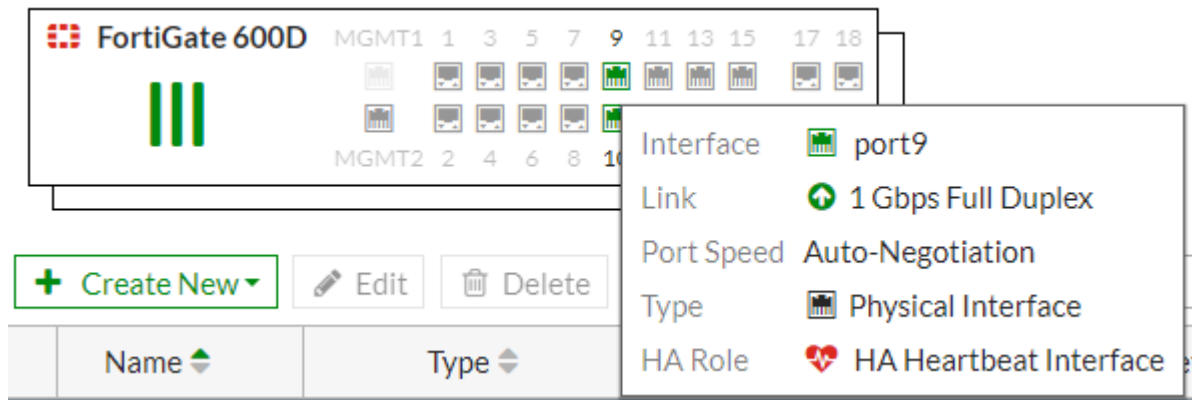 FortiGate 600D MGMT1 1 3 5 7 9 11 13 15 17 18
MGMT2 2 4 6 8
Interface port9
Link 1 Gbps Full Duplex
Port Speed Auto-Negotiation
Type Physical Interface
HA Role HA Heartbeat Interface
+ Create New Edit Delete
Name Type